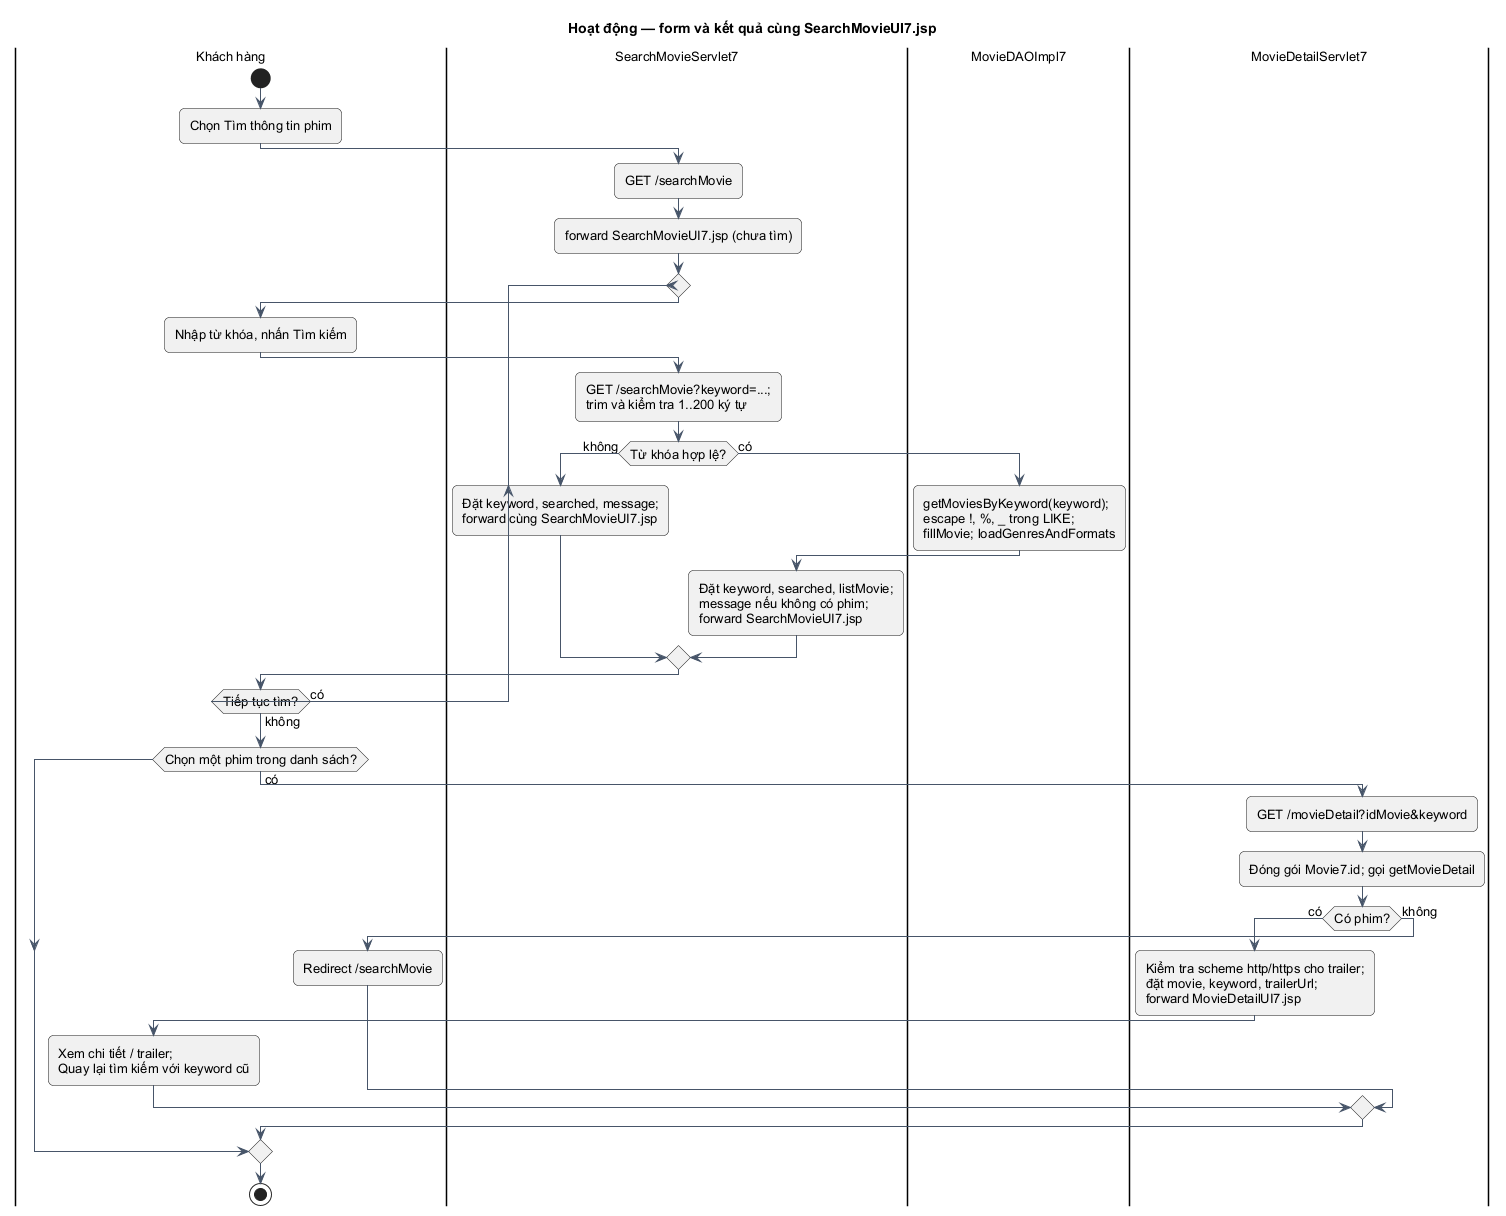 Hoạt động — form và kết quả cùng SearchMovieUI7.jsp
Khách hàng
SearchMovieServlet7
MovieDAOImpl7
MovieDetailServlet7
Chọn Tìm thông tin phim
GET /searchMovie
forward SearchMovieUI7.jsp (chưa tìm)
Nhập từ khóa, nhấn Tìm kiếm
GET /searchMovie?keyword=...;
trim và kiểm tra 1..200 ký tự
không
Từ khóa hợp lệ?
có
Đặt keyword, searched, message;
forward cùng SearchMovieUI7.jsp
getMoviesByKeyword(keyword);
escape !, %, _ trong LIKE;
fillMovie; loadGenresAndFormats
Đặt keyword, searched, listMovie;
message nếu không có phim;
forward SearchMovieUI7.jsp
Tiếp tục tìm?
có
không
Chọn một phim trong danh sách?
có
GET /movieDetail?idMovie&keyword
Đóng gói Movie7.id; gọi getMovieDetail
có
Có phim?
không
Redirect /searchMovie
Kiểm tra scheme http/https cho trailer;
đặt movie, keyword, trailerUrl;
forward MovieDetailUI7.jsp
Xem chi tiết / trailer;
Quay lại tìm kiếm với keyword cũ